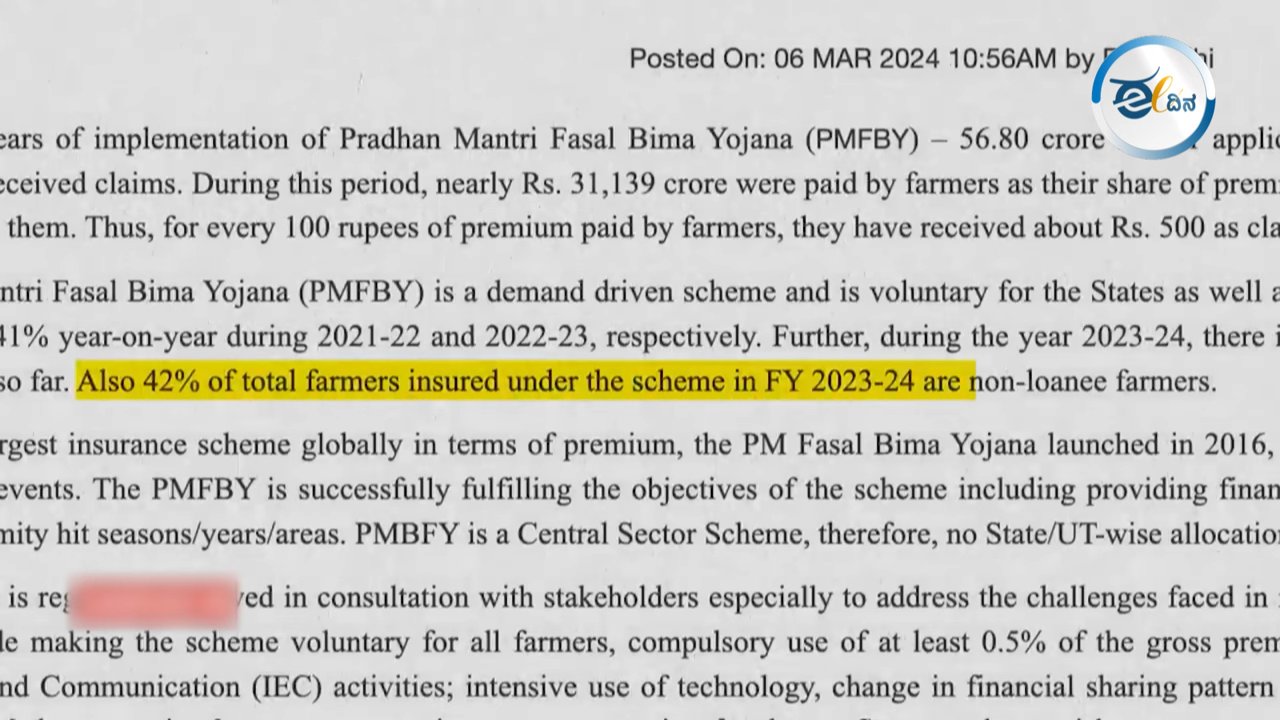 Posted On: 06 MAR 2024 10:56AM by
eಲ ದಿನ
ears of implementation of Pradhan Mantri Fasal Bima Yojana (PMFBY) – 56.80 crore applic
eceived claims. During this period, nearly Rs. 31,139 crore were paid by farmers as their share of prem
them. Thus, for every 100 rupees of premium paid by farmers, they have received about Rs. 500 as cla
ntri Fasal Bima Yojana (PMFBY) is a demand driven scheme and is voluntary for the States as well a
41% year-on-year during 2021-22 and 2022-23, respectively. Further, during the year 2023-24, there i
so far. Also 42% of total farmers insured under the scheme in FY 2023-24 are non-loanee farmers.
rgest insurance scheme globally in terms of premium, the PM Fasal Bima Yojana launched in 2016,
events. The PMFBY is successfully fulfilling the objectives of the scheme including providing finan
mity hit seasons/years/areas. PMBFY is a Central Sector Scheme, therefore, no State/UT-wise allocatio
is reg ved in consultation with stakeholders especially to address the challenges faced in
le making the scheme voluntary for all farmers, compulsory use of at least 0.5% of the gross prem
nd Communication (IEC) activities; intensive use of technology, change in financial sharing pattern